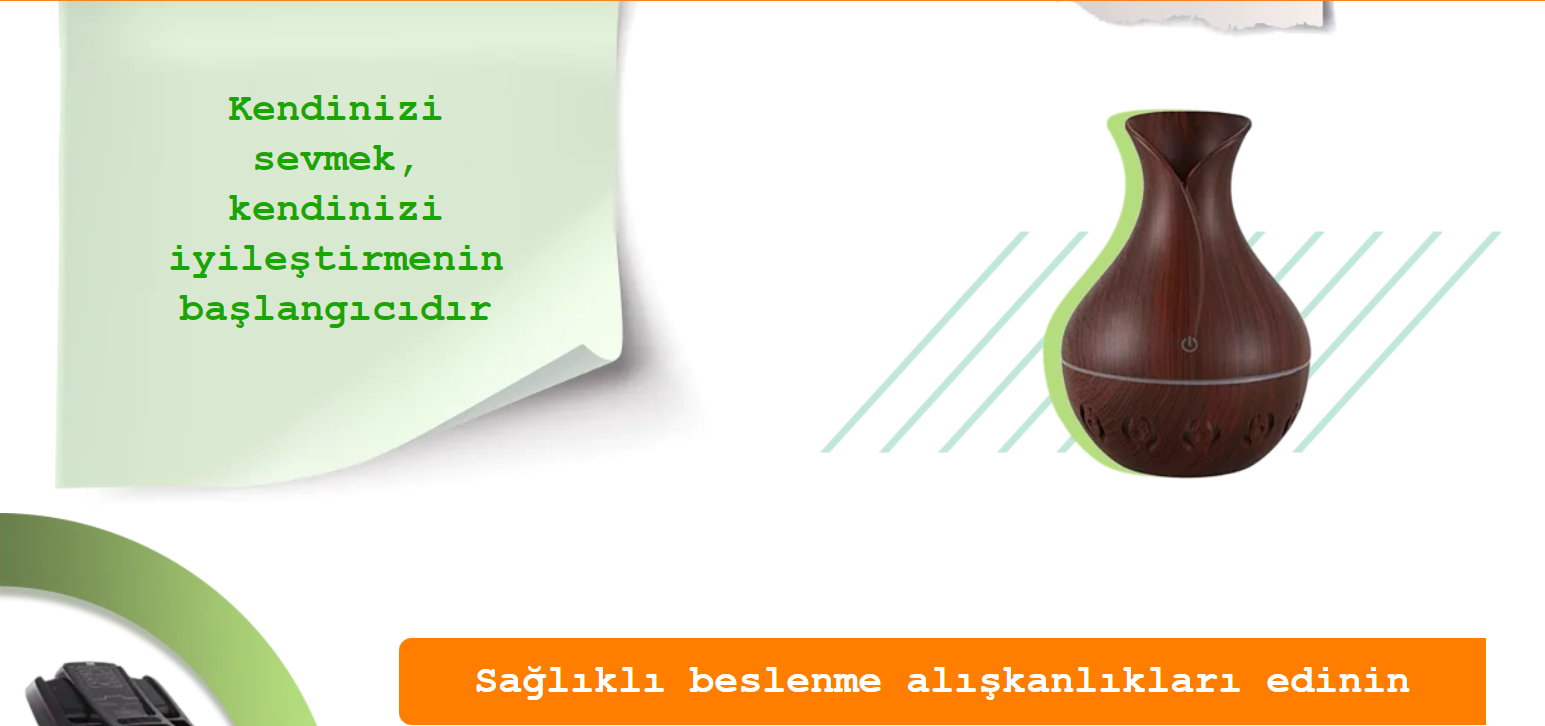 Kendinizi
sevmek,
kendinizi
iyileştirmenin
başlangıcıdır
Sağlıklı beslenme alışkanlıkları edinin